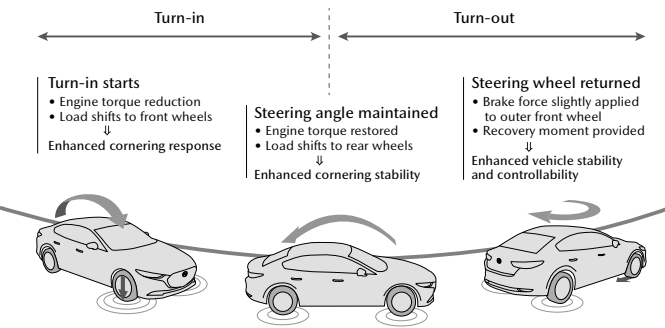 Turn-in
Turn-out
Turn-in starts
• Engine torque reduction
• Load shifts to front wheels
⇓
Enhanced cornering response
Steering angle maintained
• Engine torque restored
• Load shifts to rear wheels
⇓
Enhanced cornering stability
Steering wheel returned
• Brake force slightly applied
to outer front wheel
• Recovery moment provided
⇓
Enhanced vehicle stability
and controllability